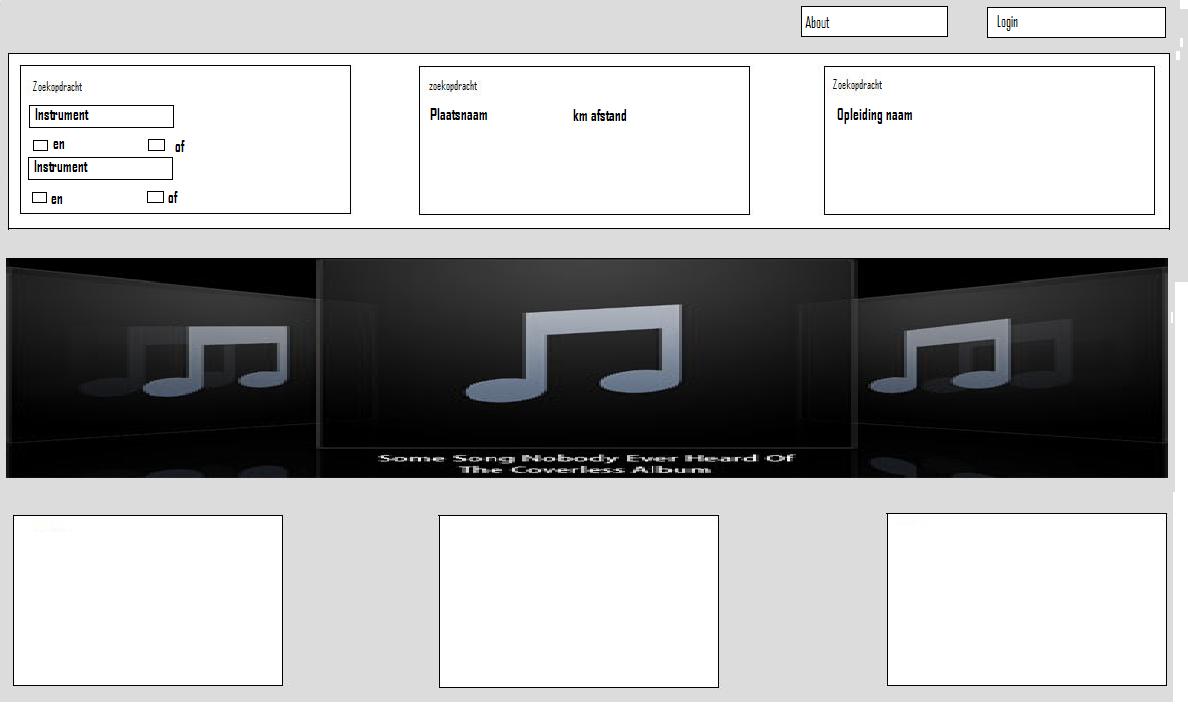 About
Login
Zoekopdracht
Instrument
en of
Instrument
en of
zoekopdracht
Plaatsnaam km afstand
Zoekopdracht
Opleiding naam
Some Song Nobody Ever Heard Of
The Coverless Album